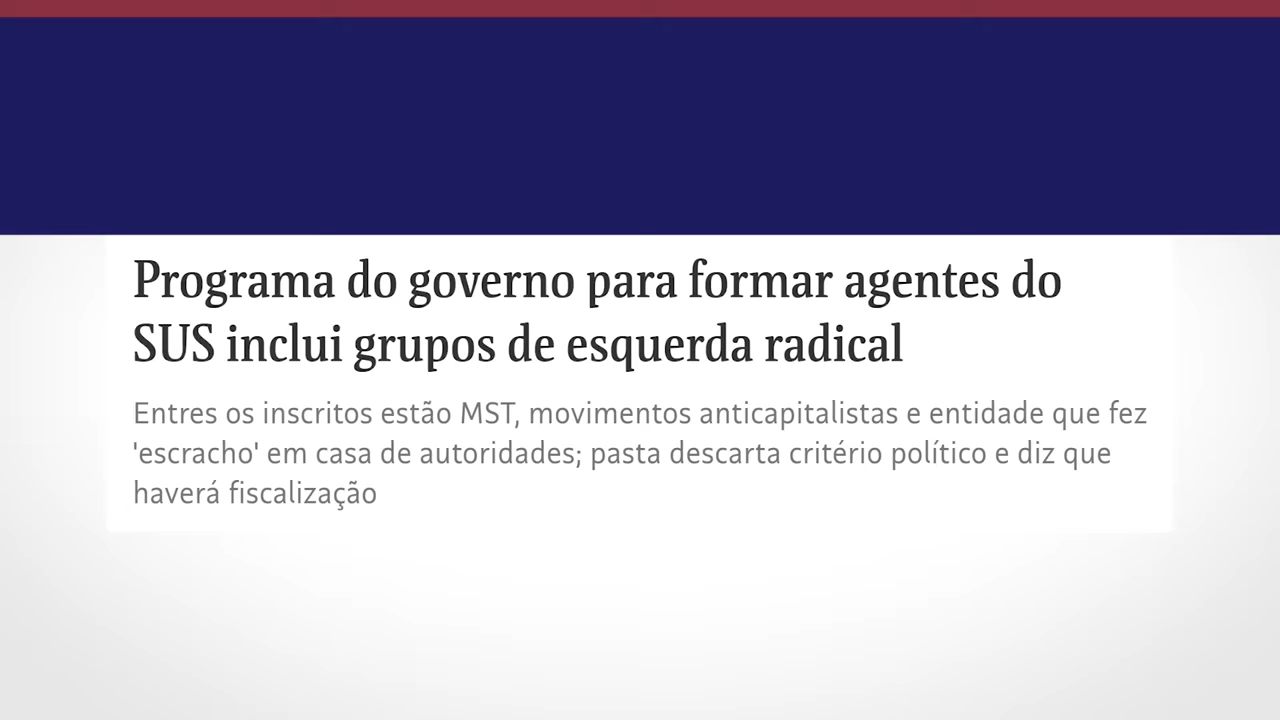 Programa do governo para formar agentes do
SUS inclui grupos de esquerda radical
Entres os inscritos estão MST, movimentos anticapitalistas e entidade que fez
'escracho' em casa de autoridades; pasta descarta critério político e diz que
haverá fiscalização